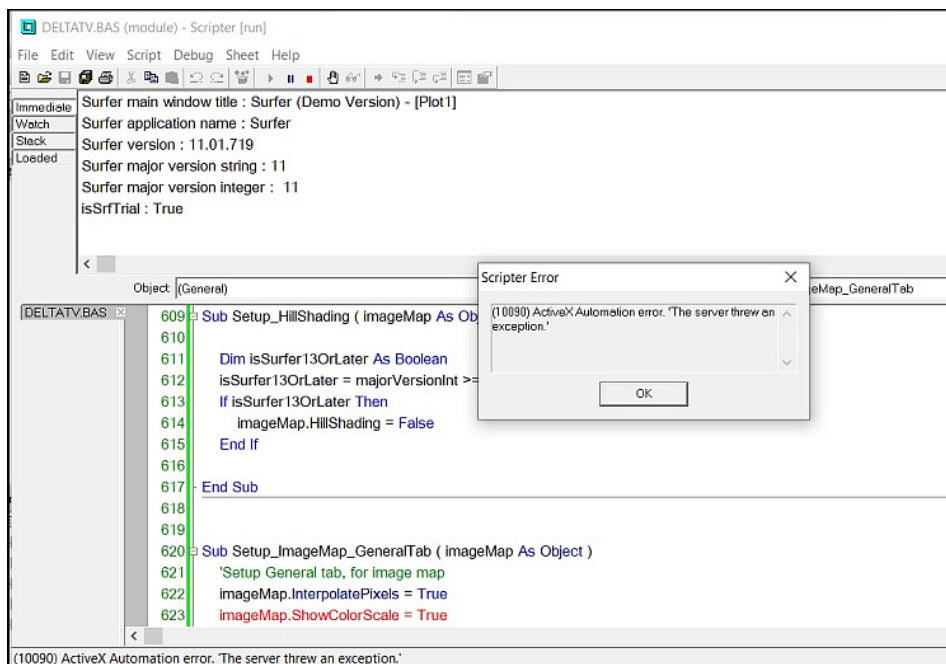 DELTATV.BAS (module) - Scripter [run]
File Edit View Script Debug Sheet Help
Immediate
Watch
Stack
Loaded
Surfer main window title : Surfer (Demo Version) - [Plot1]
Surfer application name : Surfer
Surfer version : 11.01.719
Surfer major version string : 11
Surfer major version integer :  11
isSrfTrial : True
Object (General)
geMap_GeneralTab
DELTATV.BAS
Scripter Error
(10090) ActiveX Automation error. 'The server threw an
exception.'
OK
609 Sub Setup_HillShading ( imageMap As Obj
610
611 Dim isSurfer13OrLater As Boolean
612 isSurfer13OrLater = majorVersionInt >=
613 If isSurfer13OrLater Then
614 imageMap.HillShading = False
615 End If
616
617 End Sub
618
619
620 Sub Setup_ImageMap_GeneralTab ( imageMap As Object )
621 'Setup General tab, for image map
622 imageMap.InterpolatePixels = True
623 imageMap.ShowColorScale = True
(10090) ActiveX Automation error. 'The server threw an exception.'